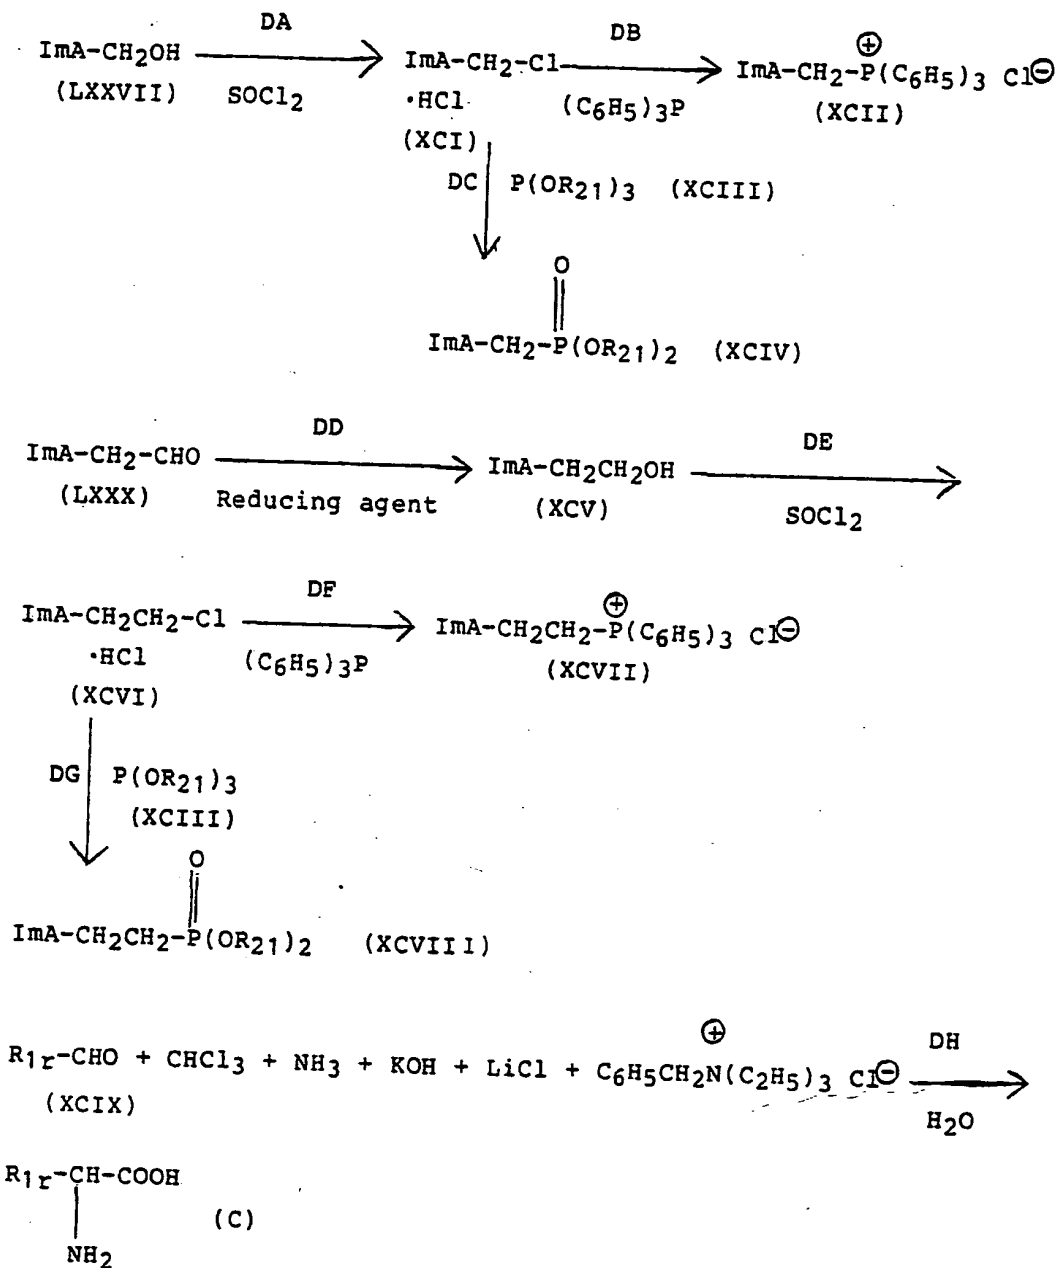 DA DB
ImA-CH2OH ImA-CH2-Cl ImA-CH2-P⊕(C6H5)3 Cl⊖
(LXXVII) SOCl2 ·HCl (C6H5)3P (XCII)
(XCI)
DC P(OR21)3 (XCIII)
O
ImA-CH2-P(OR21)2 (XCIV)
DD DE
ImA-CH2-CHO ImA-CH2CH2OH
(LXXX) Reducing agent (XCV) SOCl2
DF
ImA-CH2CH2-Cl ImA-CH2CH2-P⊕(C6H5)3 Cl⊖
·HCl (C6H5)3P (XCVII)
(XCVI)
DG P(OR21)3
(XCIII)
O
ImA-CH2CH2-P(OR21)2 (XCVIII)
R1r-CHO + CHCl3 + NH3 + KOH + LiCl + C6H5CH2N⊕(C2H5)3 Cl⊖ DH
(XCIX) H2O
R1r-CH-COOH
(C)
NH2